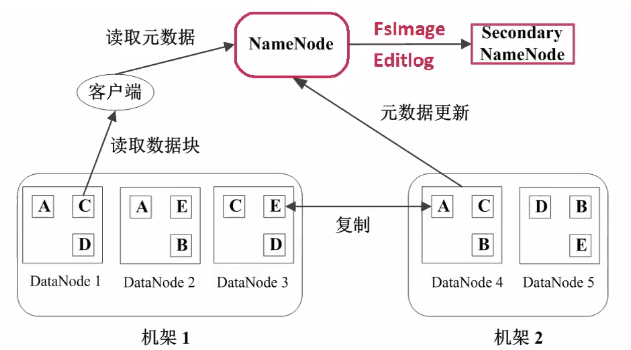 读取元数据
NameNode
FsImage
Editlog
Secondary
NameNode
客户端
元数据更新
读取数据块
A
C
D
A
E
B
C
E
D
复制
A
C
B
D
B
E
DataNode 1
DataNode 2
DataNode 3
DataNode 4
DataNode 5
机架 1
机架 2